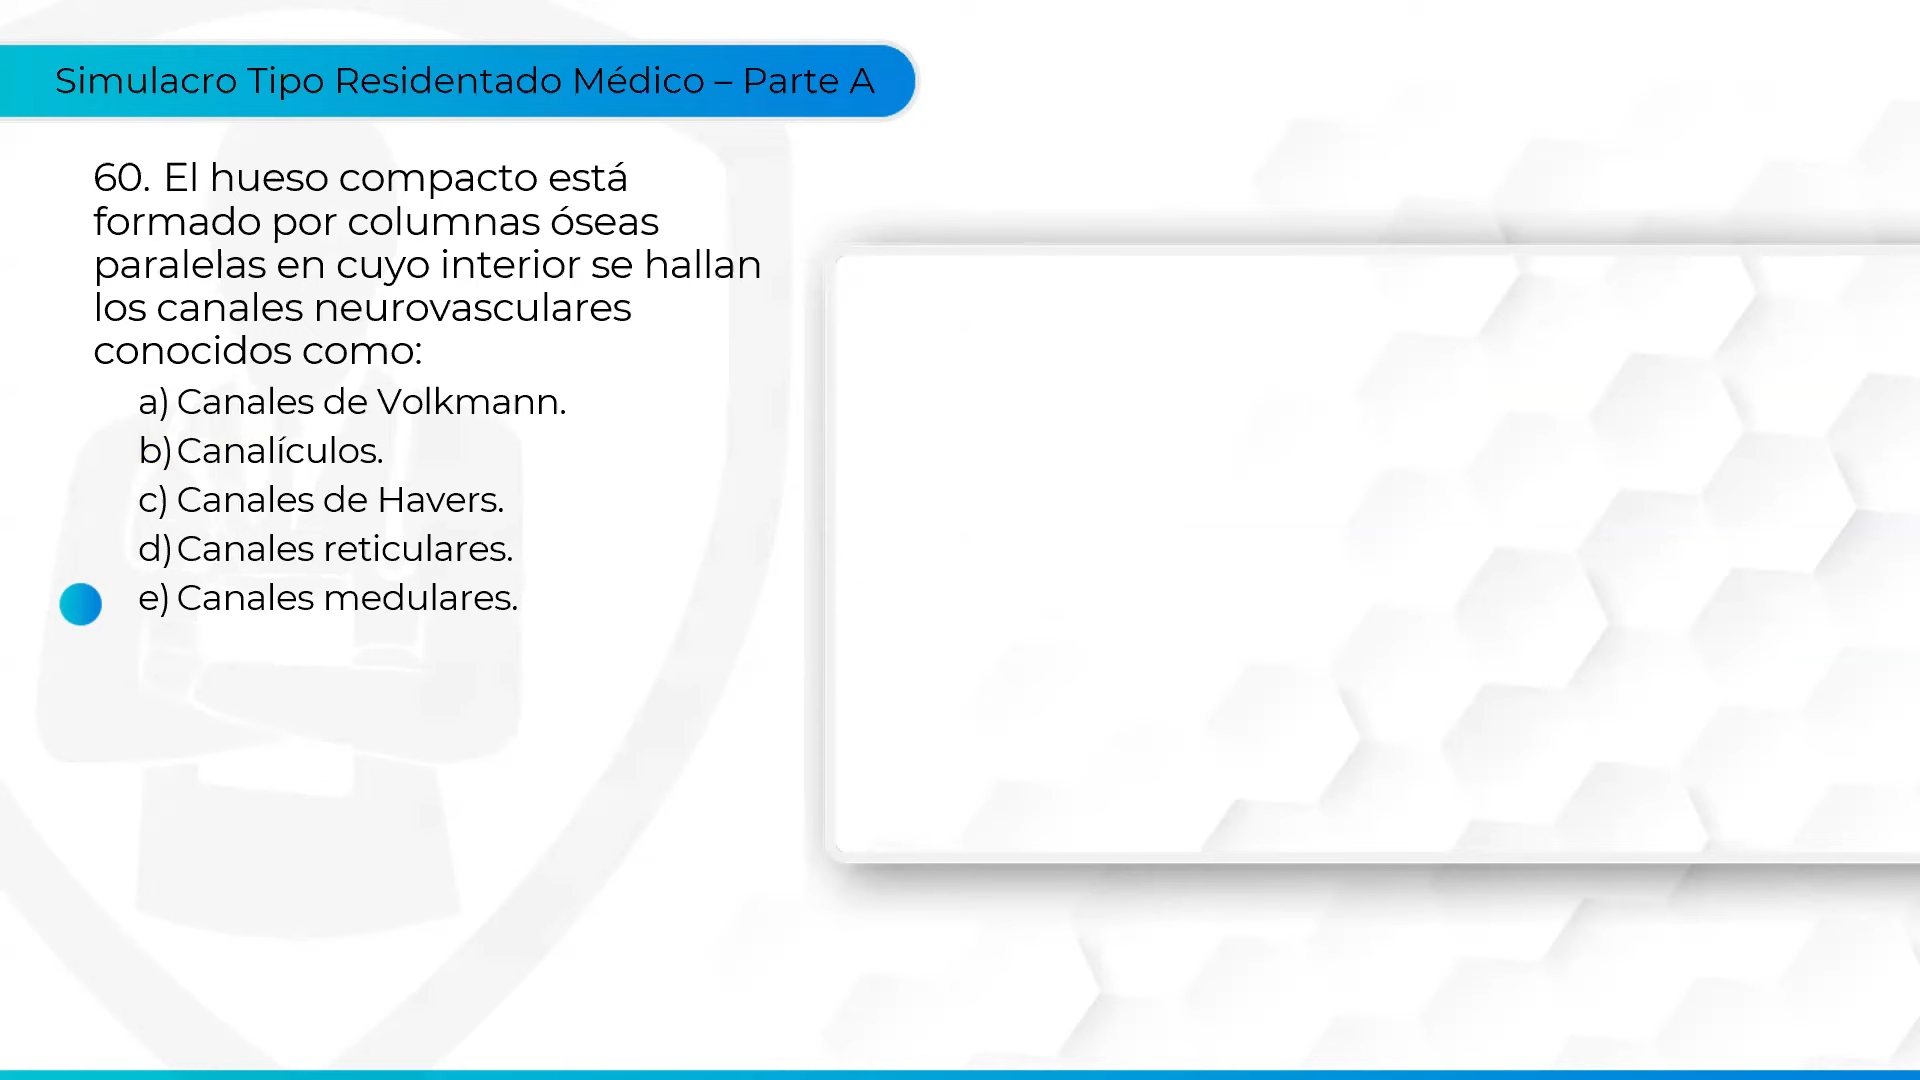 Simulacro Tipo Residentado Médico – Parte A
60. El hueso compacto está
formado por columnas óseas
paralelas en cuyo interior se hallan
los canales neurovasculares
conocidos como:
a) Canales de Volkmann.
b) Canalículos.
c) Canales de Havers.
d) Canales reticulares.
e) Canales medulares.